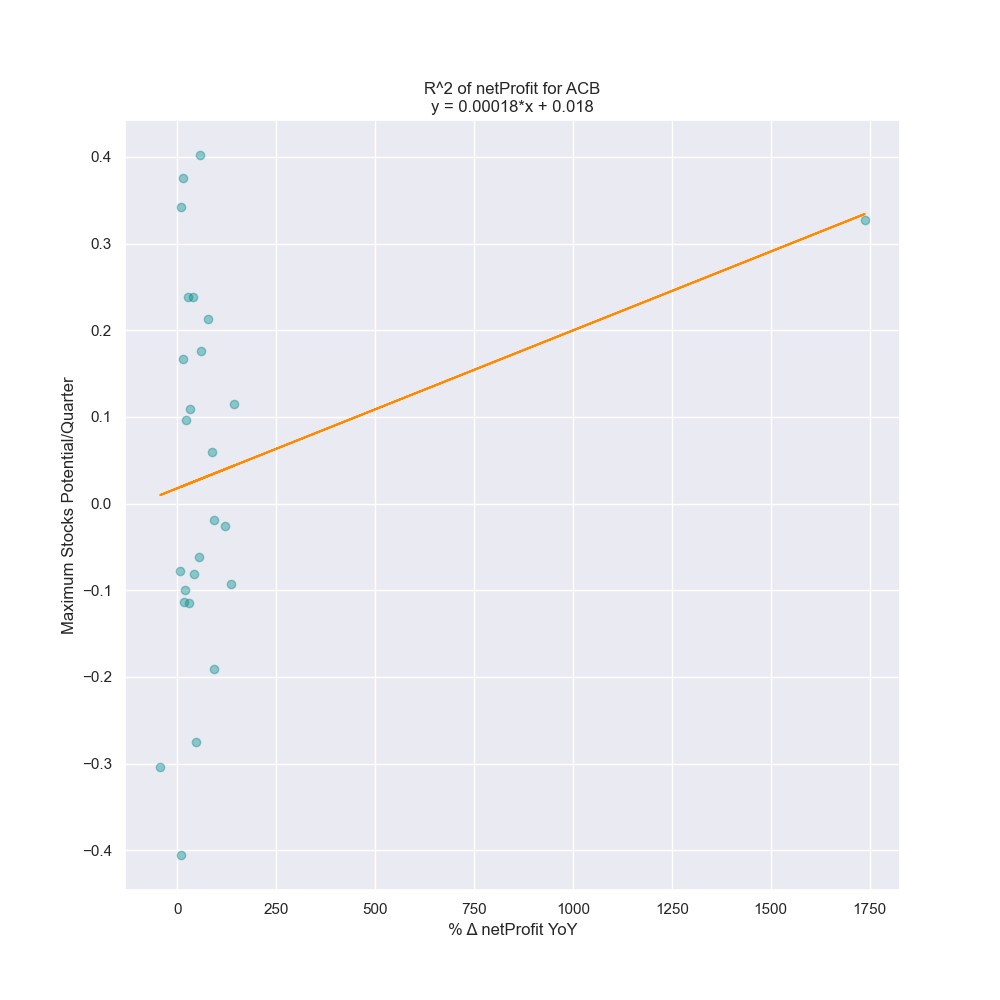 R^2 of netProfit for ACB
y = 0.00018*x + 0.018
0.4
0.3
0.2
0.1
0.0
−0.1
−0.2
−0.3
−0.4
Maximum Stocks Potential/Quarter
0 250 500 750 1000 1250 1500 1750
% Δ netProfit YoY